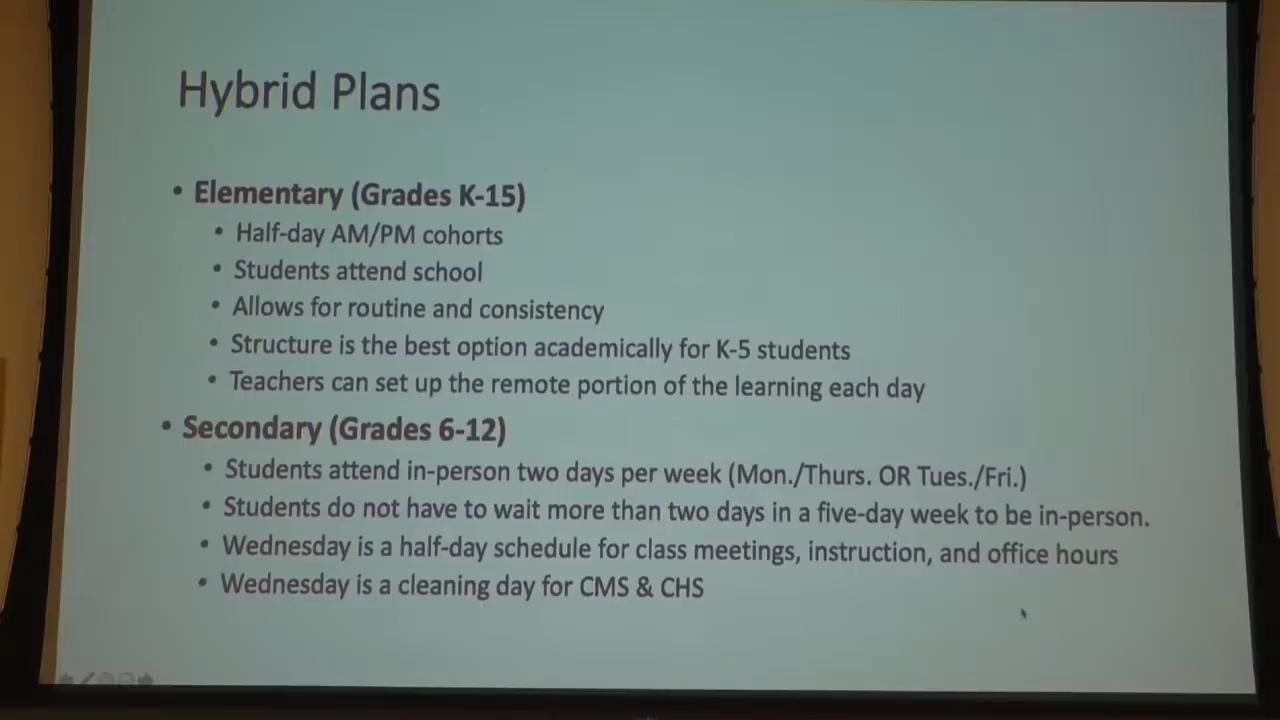 Hybrid Plans
• Elementary (Grades K-15)
• Half-day AM/PM cohorts
• Students attend school
• Allows for routine and consistency
• Structure is the best option academically for K-5 students
• Teachers can set up the remote portion of the learning each day
• Secondary (Grades 6-12)
• Students attend in-person two days per week (Mon./Thurs. OR Tues./Fri.)
• Students do not have to wait more than two days in a five-day week to be in-person.
• Wednesday is a half-day schedule for class meetings, instruction, and office hours
• Wednesday is a cleaning day for CMS & CHS